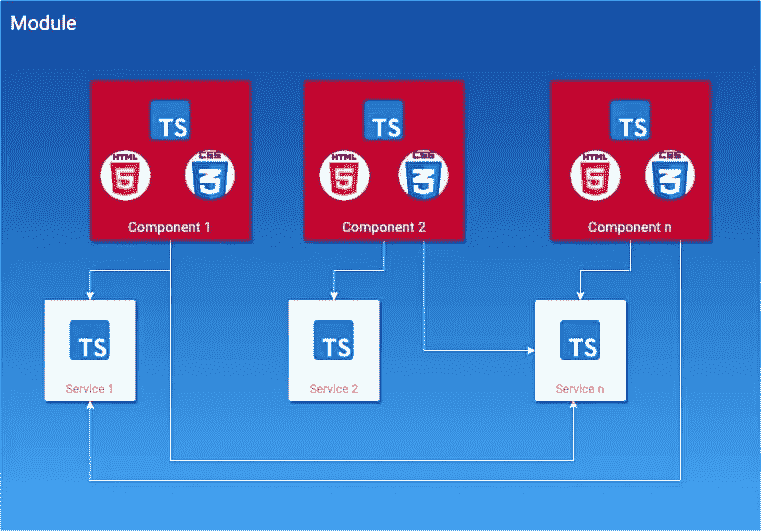 Module
TS
HTML
5
CSS
3
Component 1
TS
HTML
5
CSS
3
Component 2
TS
HTML
5
CSS
3
Component n
TS
Service 1
TS
Service 2
TS
Service n